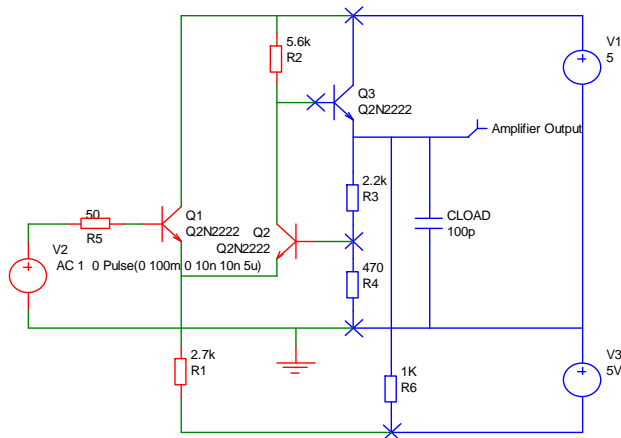 5.6k
R2
V1
5
Q3
Q2N2222
Amplifier Output
2.2k
R3
50
R5
Q1
Q2N2222
Q2
Q2N2222
CLOAD
100p
V2
AC 1 0 Pulse(0 100m 0 10n 10n 5u)
470
R4
2.7k
R1
1K
R6
V3
5V